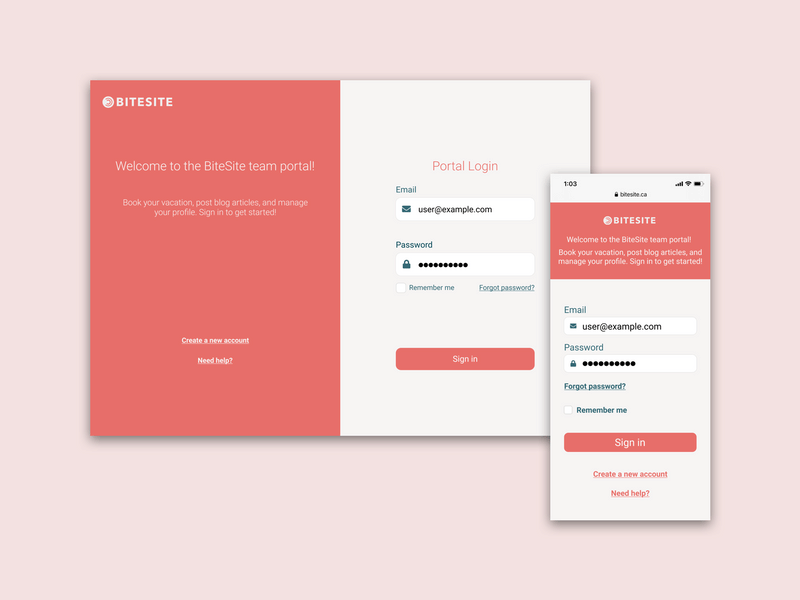 BITESITE
Welcome to the BiteSite team portal!
Book your vacation, post blog articles, and manage
your profile. Sign in to get started!
Create a new account
Need help?
Portal Login
Email
user@example.com
Password
●●●●●●●●●●
Remember me
Forgot password?
Sign in
1:03
bitesite.ca
BITESITE
Welcome to the BiteSite team portal!
Book your vacation, post blog articles, and
manage your profile. Sign in to get started!
Email
user@example.com
Password
●●●●●●●●●●
Forgot password?
Remember me
Sign in
Create a new account
Need help?